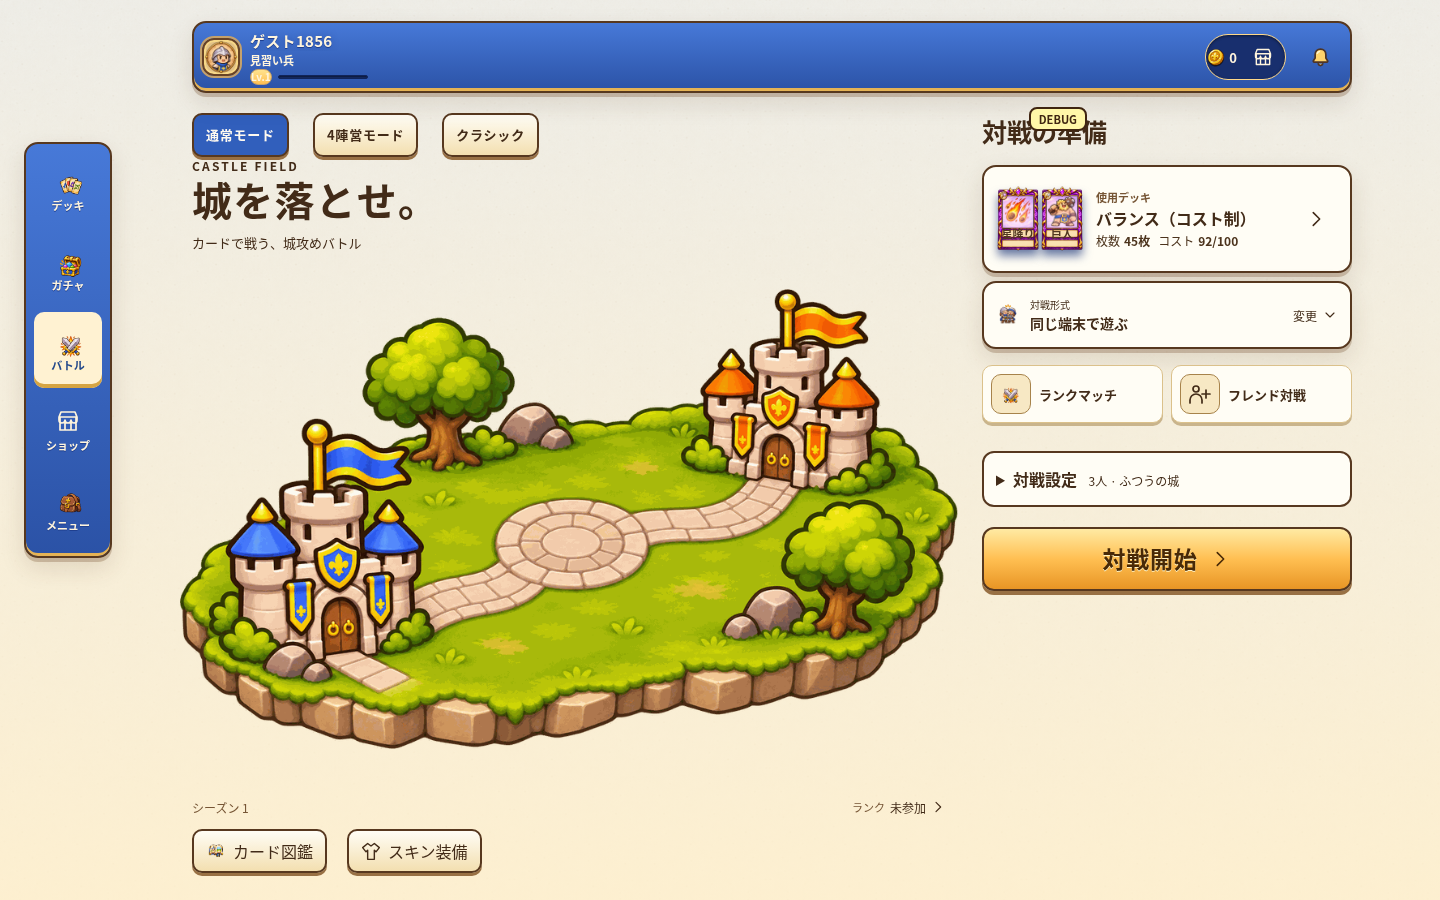 ゲスト1856
見習い兵
Lv.1
0
通常モード
4陣営モード
クラシック
DEBUG
対戦の準備
CASTLE FIELD
城を落とせ。
カードで戦う、城攻めバトル
デッキ
ガチャ
バトル
ショップ
メニュー
星降り
巨人
使用デッキ
バランス（コスト制）
枚数 45枚 コスト 92/100
対戦形式
同じ端末で遊ぶ
変更
ランクマッチ
フレンド対戦
対戦設定 3人 · ふつうの城
対戦開始
シーズン 1
ランク 未参加
カード図鑑
スキン装備